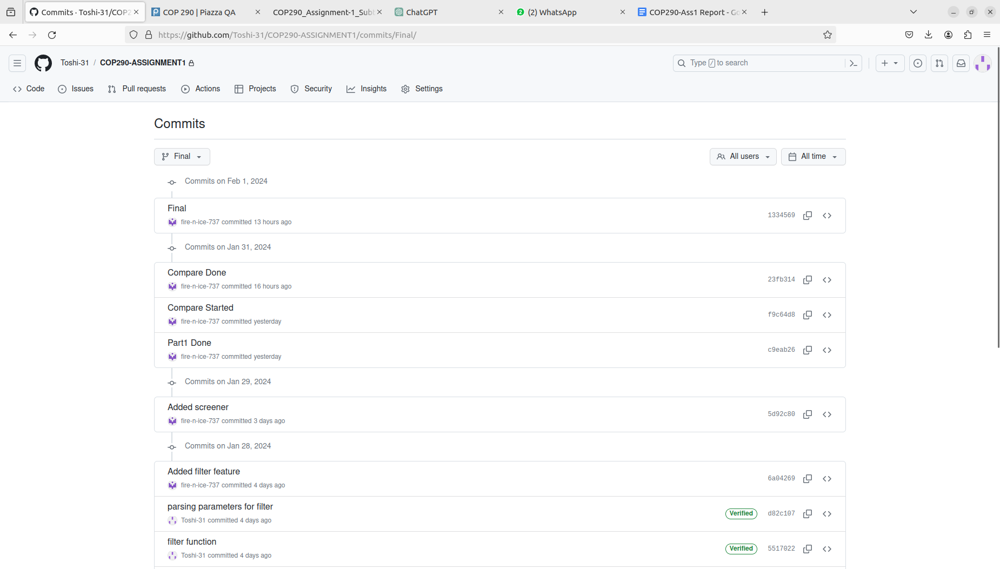 Commits · Toshi-31/COP2
COP 290 | Piazza QA
COP290_Assignment-1_Subt
ChatGPT
2 (2) WhatsApp
COP290-Ass1 Report - Go
https://github.com/Toshi-31/COP290-ASSIGNMENT1/commits/Final/
Toshi-31 / COP290-ASSIGNMENT1
Type / to search
Code
Issues
Pull requests
Actions
Projects
Security
Insights
Settings
Commits
Final
All users
All time
Commits on Feb 1, 2024
Final
fire-n-ice-737 committed 13 hours ago
1334569
Commits on Jan 31, 2024
Compare Done
fire-n-ice-737 committed 16 hours ago
23fb314
Compare Started
fire-n-ice-737 committed yesterday
f9c64d8
Part1 Done
fire-n-ice-737 committed yesterday
c9eab26
Commits on Jan 29, 2024
Added screener
fire-n-ice-737 committed 3 days ago
5d92c80
Commits on Jan 28, 2024
Added filter feature
fire-n-ice-737 committed 4 days ago
6a04269
parsing parameters for filter
Toshi-31 committed 4 days ago
Verified
d82c107
filter function
Toshi-31 committed 4 days ago
Verified
5517022